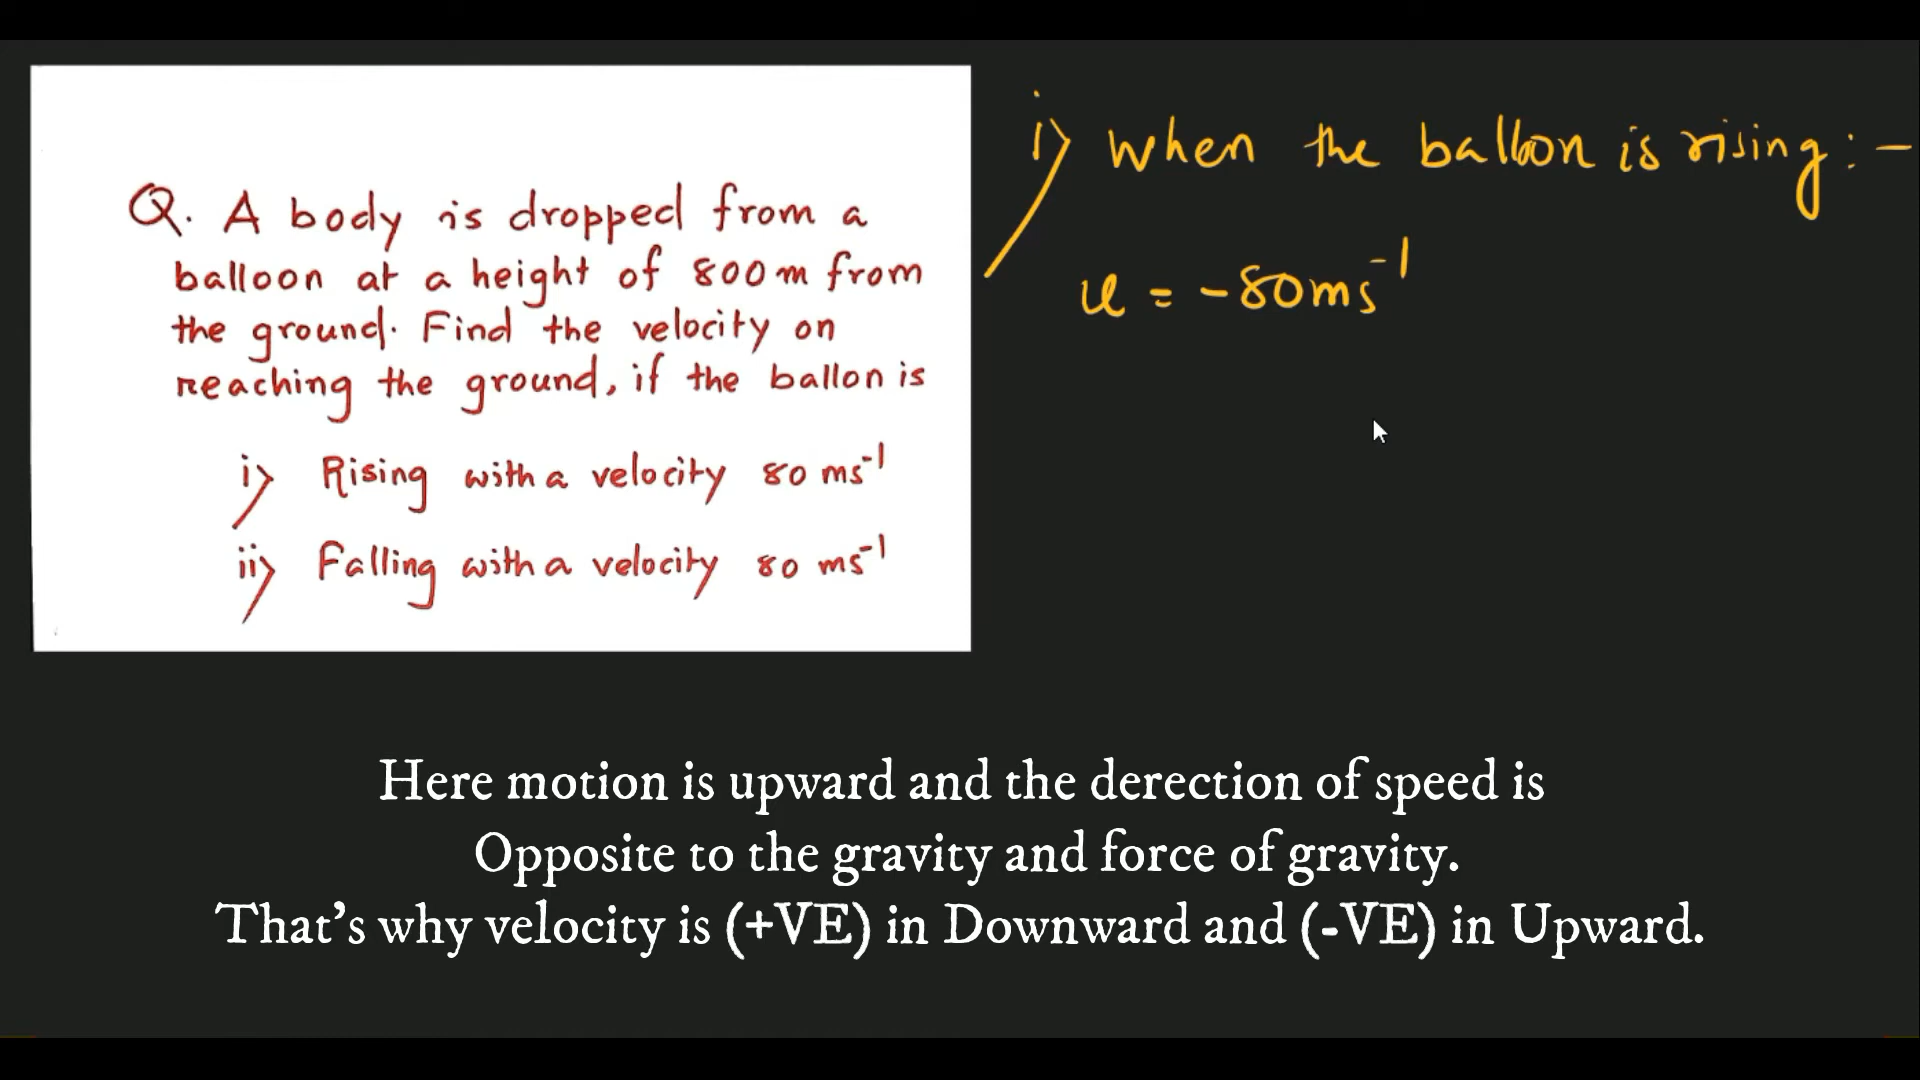 Q. A body is dropped from a
balloon at a height of 800m from
the ground. Find the velocity on
reaching the ground, if the ballon is
i) Rising with a velocity 80 ms⁻¹
ii) Falling with a velocity 80 ms⁻¹
i) When the balloon is rising:-
u = -80ms⁻¹
Here motion is upward and the derection of speed is
Opposite to the gravity and force of gravity.
That's why velocity is (+VE) in Downward and (-VE) in Upward.